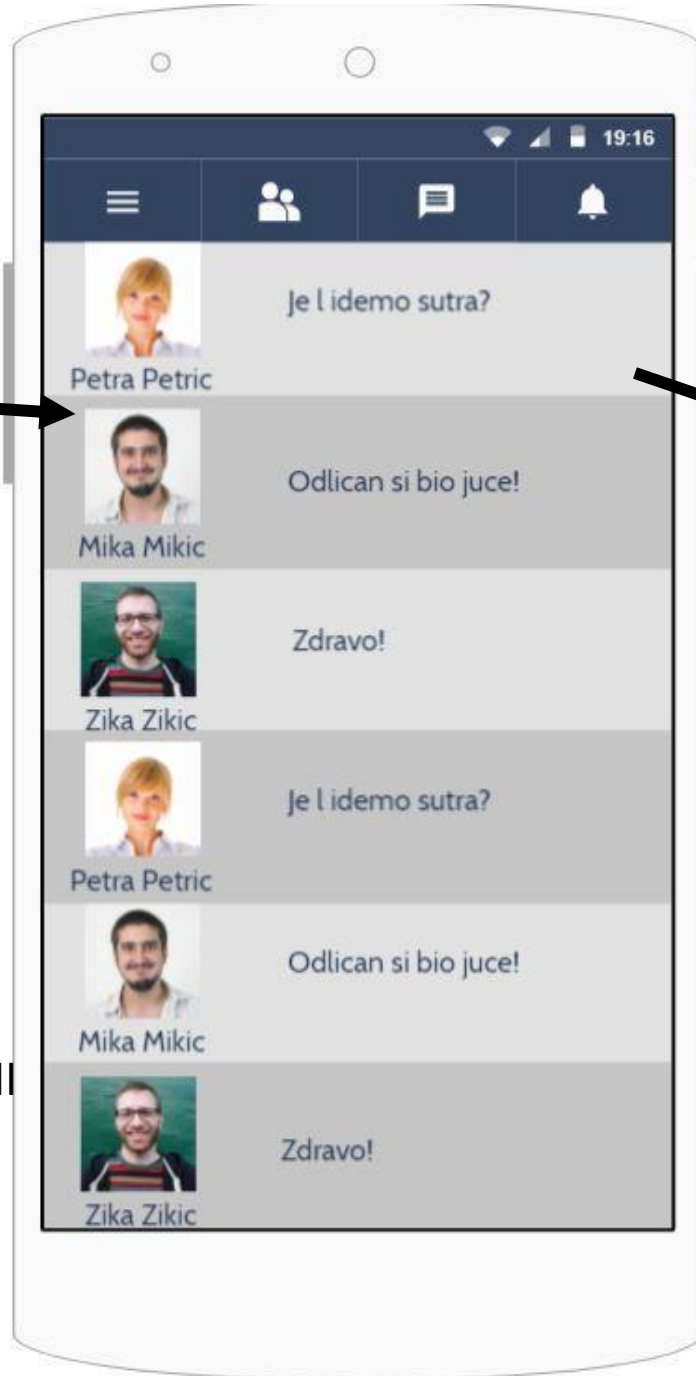 19:16
Je l idemo sutra?
Petra Petric
Odlican si bio juce!
Mika Mikic
Zdravo!
Zika Zikic
Je l idemo sutra?
Petra Petric
Odlican si bio juce!
Mika Mikic
Zdravo!
Zika Zikic